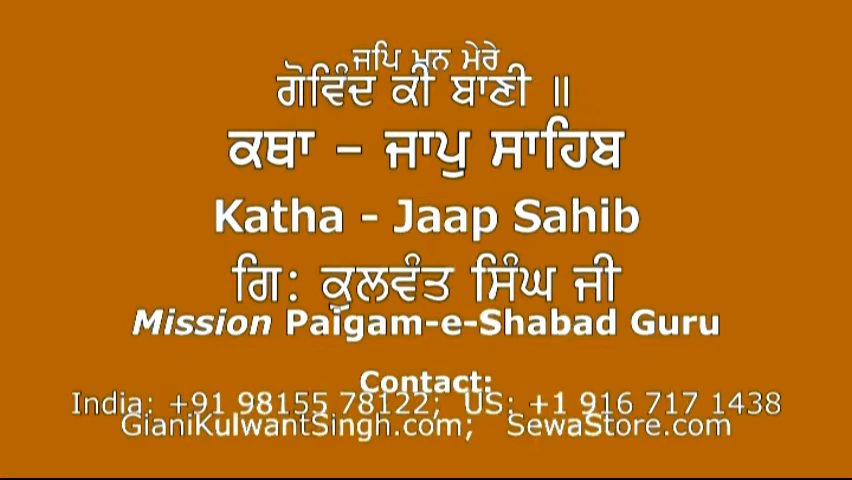 ਜਪਿ ਮਨ ਮੇਰੇ
ਗੋਵਿੰਦ ਕੀ ਬਾਣੀ ॥
ਕਥਾ - ਜਾਪੁ ਸਾਹਿਬ
Katha - Jaap Sahib
ਗਿ: ਕੁਲਵੰਤ ਸਿੰਘ ਜੀ
Mission Paigam-e-Shabad Guru
Contact:
India: +91 98155 78122; US: +1 916 717 1438
GianiKulwantSingh.com; SewaStore.com